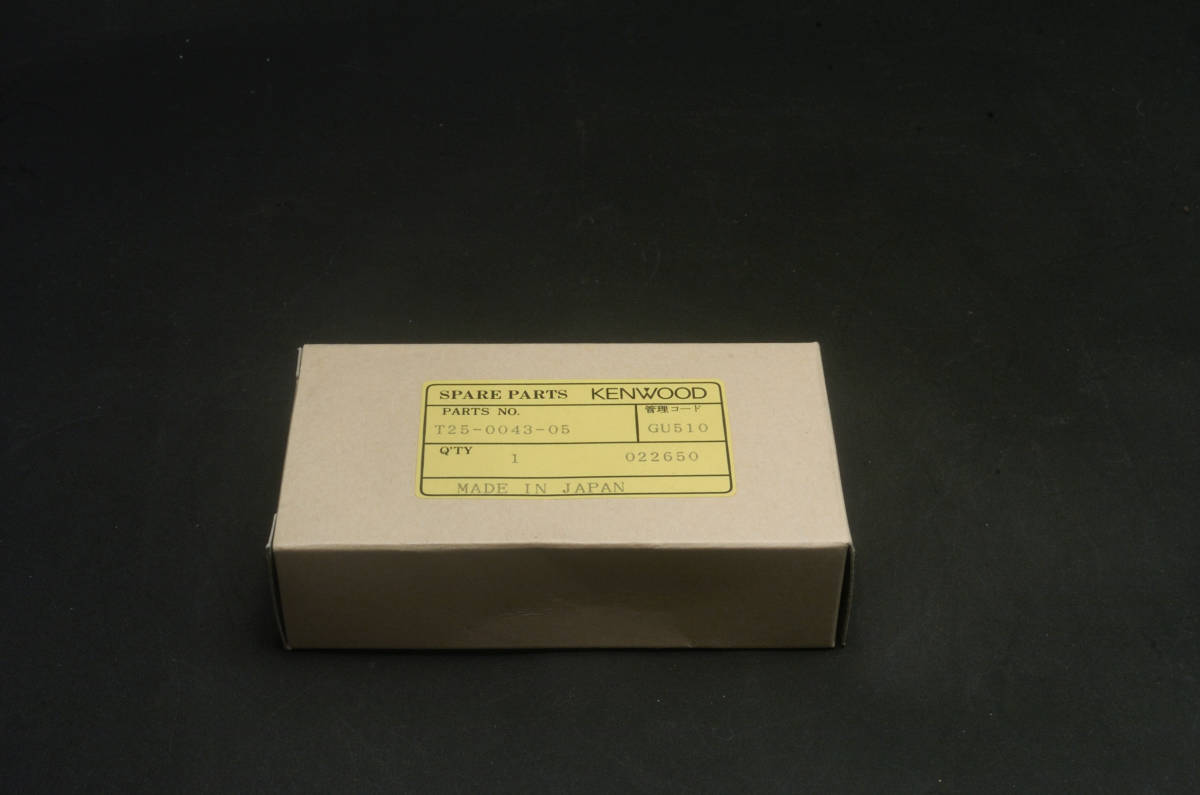 SPARE PARTS KENWOOD
PARTS NO. 管理コード
T25-0043-05 GU510
Q'TY 1 022650
MADE IN JAPAN